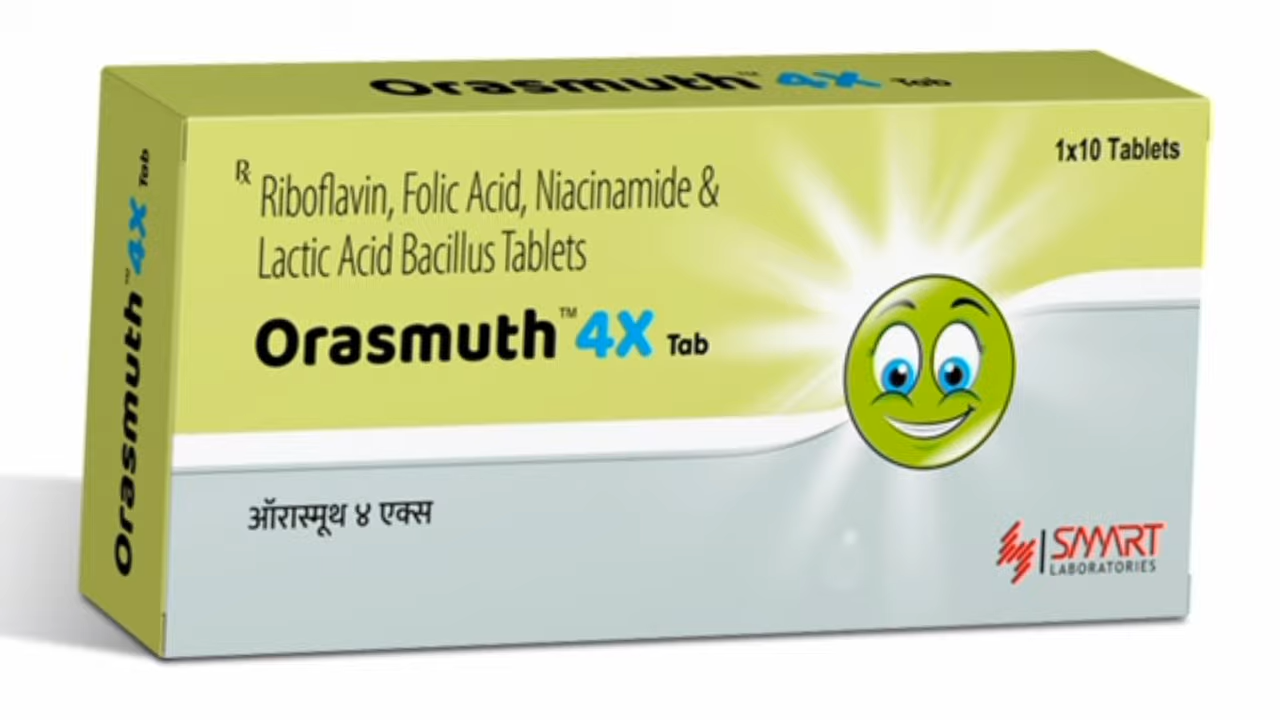 Orasmuth™ 4X Tab
Orasmuth™ 4X Tab
1x10 Tablets
Rx Riboflavin, Folic Acid, Niacinamide &
Lactic Acid Bacillus Tablets
Orasmuth™ 4X Tab
ऑरास्मूथ ४ एक्स
SMART
LABORATORIES